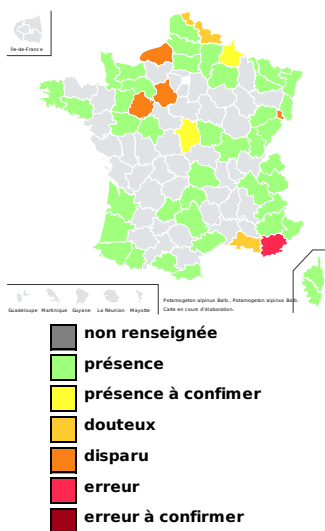 Île-de-France
Guadeloupe Martinique Guyane La Réunion Mayotte
Potamogeton alpinus Balb., Potamogeton alpinus Balb.
Carte en cours d'élaboration.
non renseignée
présence
présence à confimer
douteux
disparu
erreur
erreur à confirmer